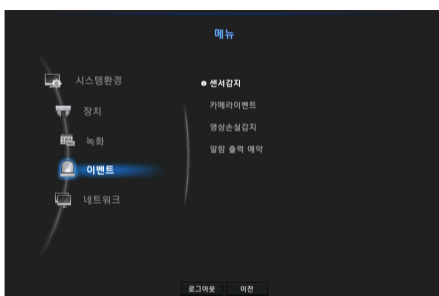 메뉴
시스템환경
장치
녹화
이벤트
네트워크
센서감지
카메라이벤트
영상손실감지
알람 출력 예약
로그아웃
이전